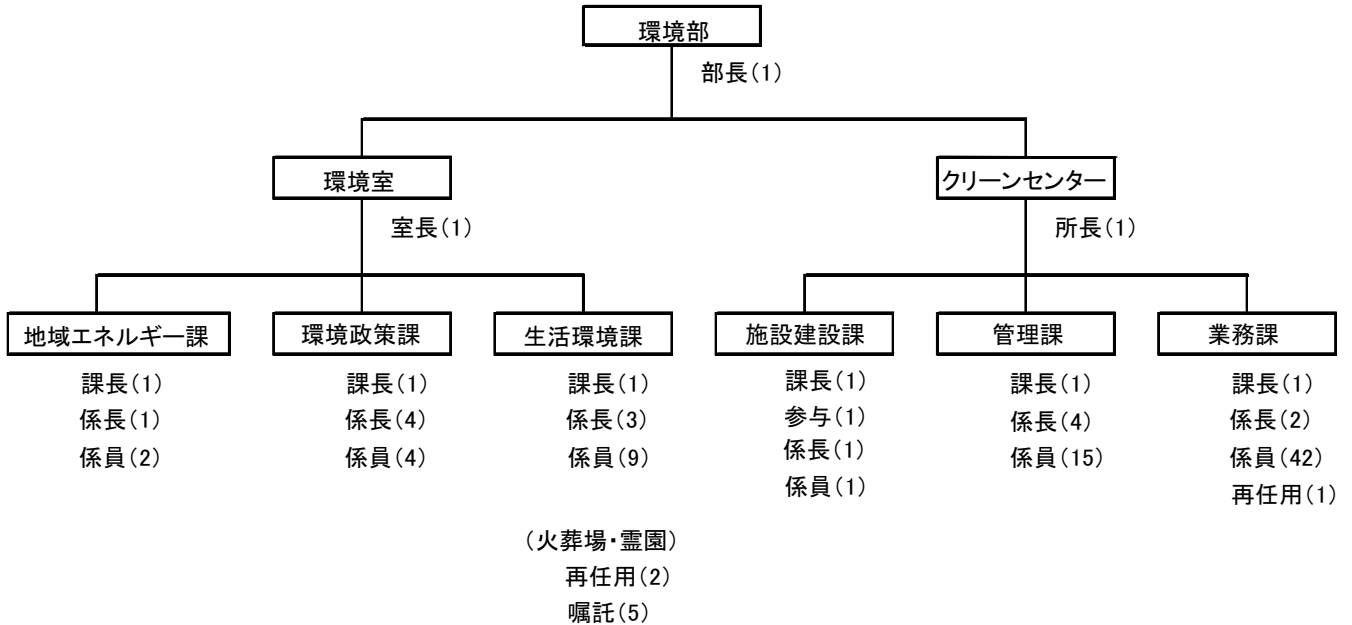 環境部
部長(1)
環境室
クリーンセンター
室長(1)
所長(1)
地域エネルギー課
環境政策課
生活環境課
施設建設課
管理課
業務課
課長(1)
係長(1)
係員(2)
課長(1)
係長(4)
係員(4)
課長(1)
係長(3)
係員(9)
(火葬場・霊園)
再任用(2)
嘱託(5)
課長(1)
参与(1)
係長(1)
係員(1)
課長(1)
係長(4)
係員(15)
課長(1)
係長(2)
係員(42)
再任用(1)